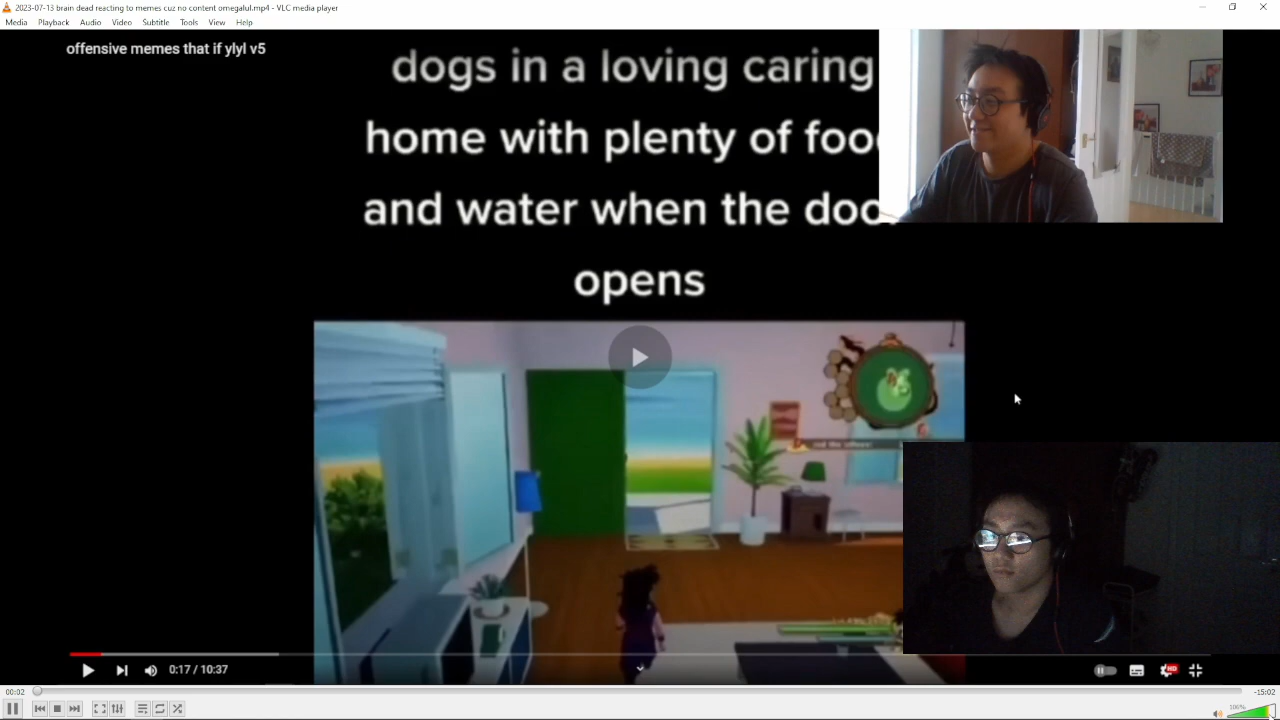 2023-07-13 brain dead reacting to memes cuz no content omegalul.mp4 - VLC media player
Media Playback Audio Video Subtitle Tools View Help
offensive memes that if ylyl v5
dogs in a loving caring
home with plenty of foo
and water when the doo
opens
0:17 / 10:37
HD
00:02
-15:02
100%